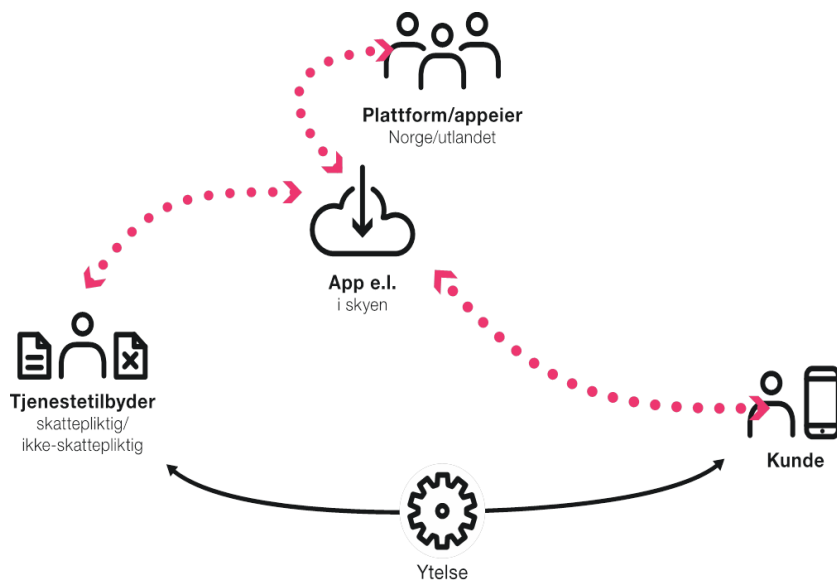 Plattform/appeier
Norge/utlandet
App e.l.
i skyen
Tjenestetilbyder
skattepliktig/
ikke-skattepliktig
Kunde
Ytelse